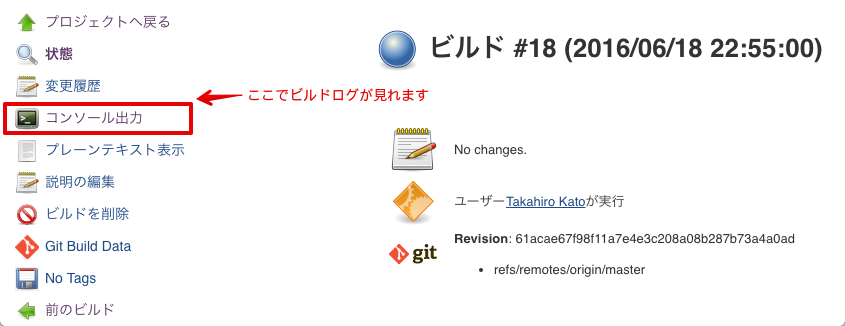 プロジェクトへ戻る
状態
変更履歴
コンソール出力
プレーンテキスト表示
説明の編集
ビルドを削除
Git Build Data
No Tags
前のビルド
ここでビルドログが見れます
ビルド #18 (2016/06/18 22:55:00)
No changes.
ユーザーTakahiro Katoが実行
git
Revision: 61acae67f98f11a7e4e3c208a08b287b73a4a0ad
refs/remotes/origin/master